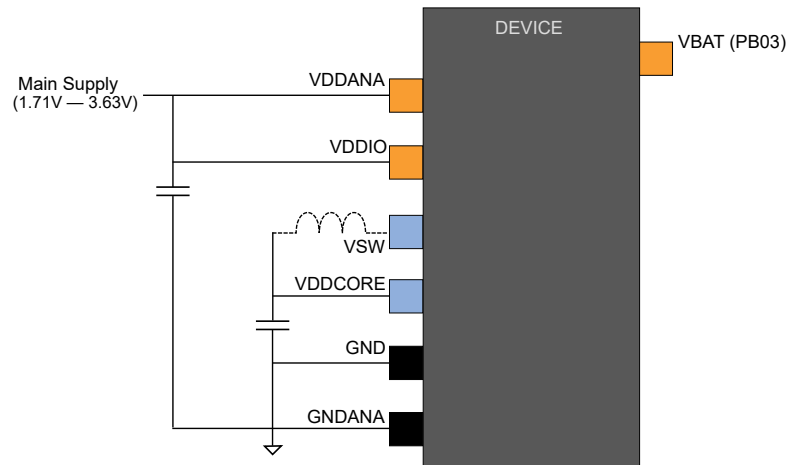 DEVICE
VBAT (PB03)
VDDANA
Main Supply
(1.71V — 3.63V)
VDDIO
VSW
VDDCORE
GND
GNDANA